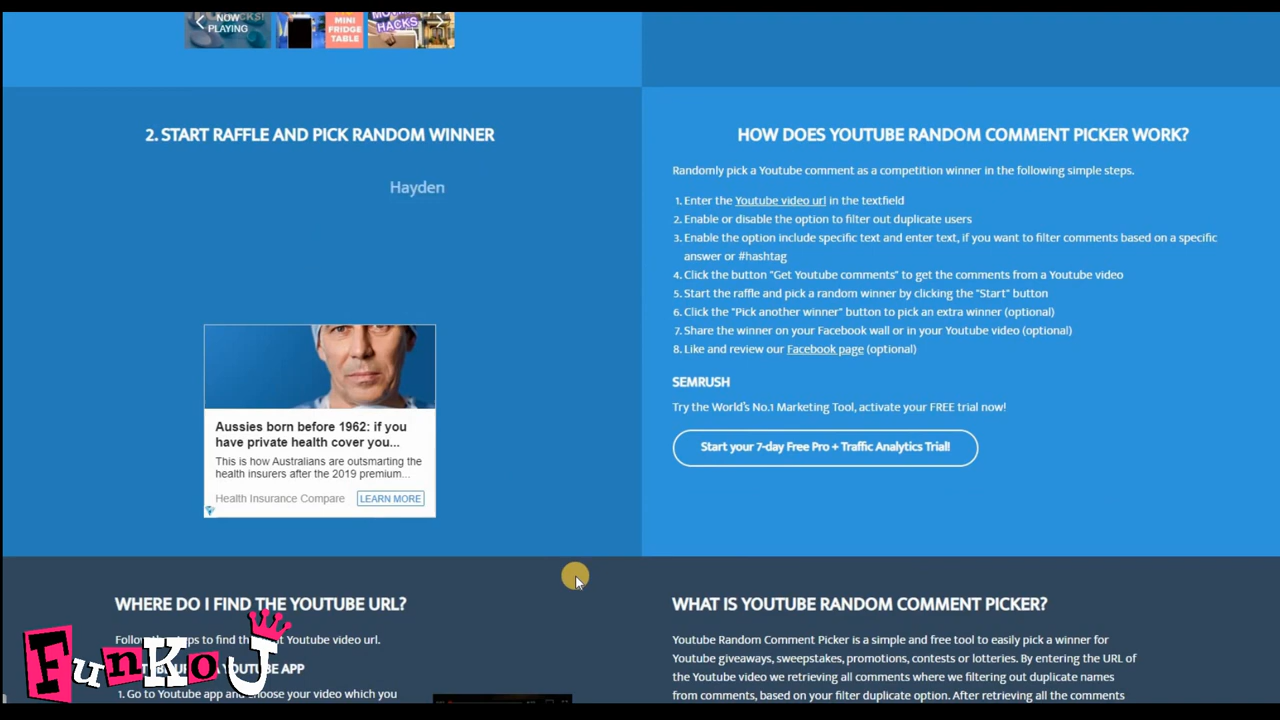 NOW
PLAYING
MINI
FRIDGE
TABLE
HACKS
2. START RAFFLE AND PICK RANDOM WINNER
Hayden
Aussies born before 1962: if you
have private health cover you...
This is how Australians are outsmarting the
health insurers after the 2019 premium...
Health Insurance Compare
LEARN MORE
HOW DOES YOUTUBE RANDOM COMMENT PICKER WORK?
Randomly pick a Youtube comment as a competition winner in the following simple steps.
1. Enter the Youtube video url in the textfield
2. Enable or disable the option to filter out duplicate users
3. Enable the option include specific text and enter text, if you want to filter comments based on a specific
answer or #hashtag
4. Click the button "Get Youtube comments" to get the comments from a Youtube video
5. Start the raffle and pick a random winner by clicking the "Start" button
6. Click the "Pick another winner" button to pick an extra winner (optional)
7. Share the winner on your Facebook wall or in your Youtube video (optional)
8. Like and review our Facebook page (optional)
SEMRUSH
Try the World's No.1 Marketing Tool, activate your FREE trial now!
Start your 7-day Free Pro + Traffic Analytics Trial!
WHERE DO I FIND THE YOUTUBE URL?
Follow steps to find Youtube video url.
YOUTUBE APP
1. Go to Youtube app and choose your video which you
FunKo J
WHAT IS YOUTUBE RANDOM COMMENT PICKER?
Youtube Random Comment Picker is a simple and free tool to easily pick a winner for
Youtube giveaways, sweepstakes, promotions, contests or lotteries. By entering the URL of
the Youtube video we retrieving all comments where we filtering out duplicate names
from comments, based on your filter duplicate option. After retrieving all the comments